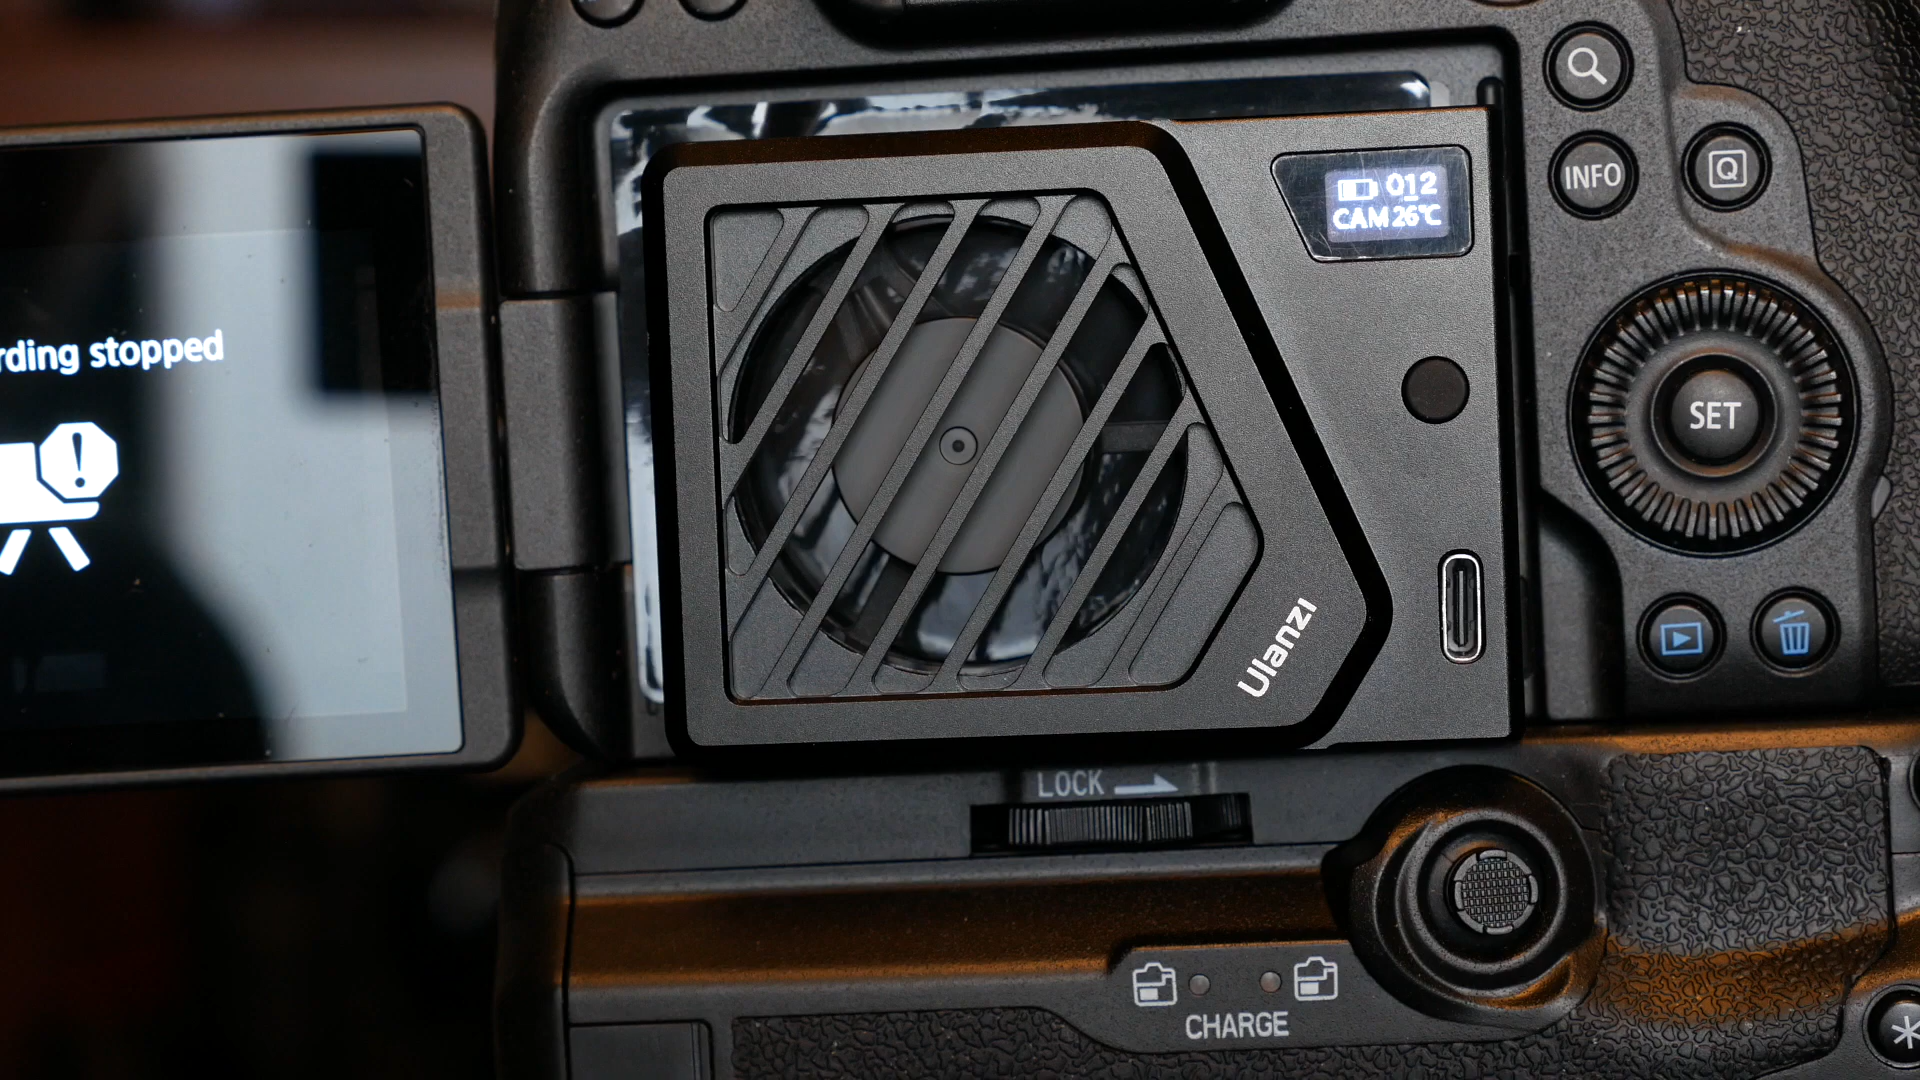 rding stopped
012
CAM 26℃
INFO
Q
SET
Ulanzi
LOCK
CHARGE